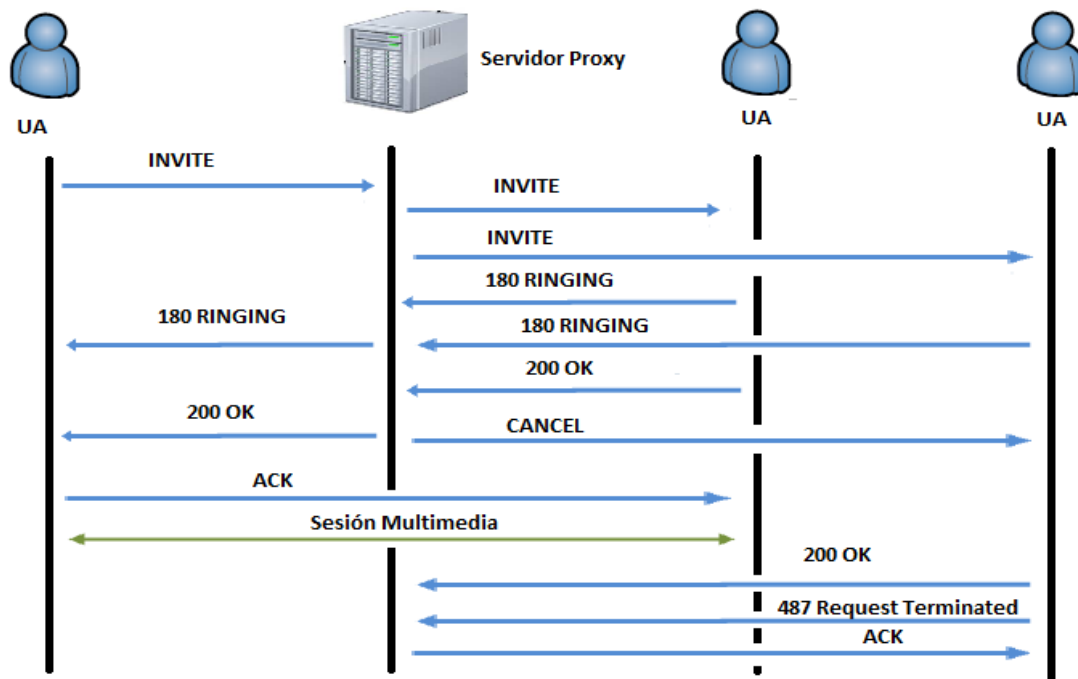 Servidor Proxy
UA
UA
UA
INVITE
INVITE
INVITE
180 RINGING
180 RINGING
180 RINGING
200 OK
200 OK
CANCEL
ACK
Sesión Multimedia
200 OK
487 Request Terminated
ACK